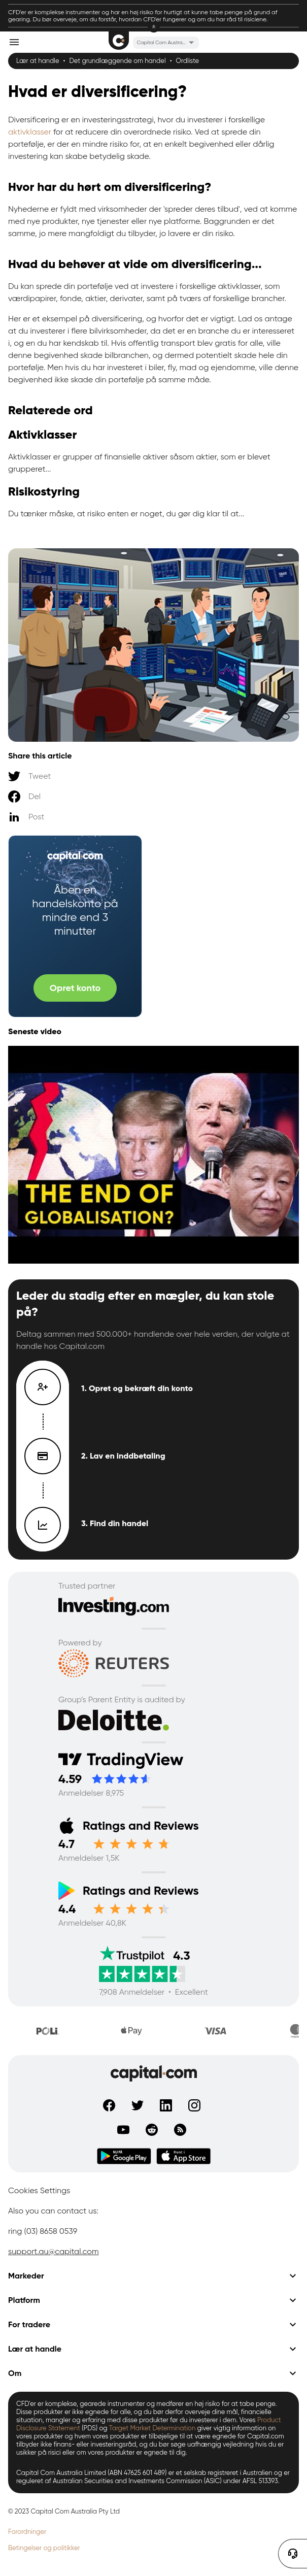 CFD'er er komplekse instrumenter og har en høj risiko for hurtigt at kunne tabe penge på grund af
gearing. Du bør overveje, om du forstår, hvordan CFD'er fungerer og om du har råd til risiciene.
Capital Com Austra...
Lær at handle • Det grundlæggende om handel • Ordliste
Hvad er diversificering?
Diversificering er en investeringsstrategi, hvor du investerer i forskellige
aktivklasser for at reducere din overordnede risiko. Ved at sprede din
portefølje, er der en mindre risiko for, at en enkelt begivenhed eller dårlig
investering kan skabe betydelig skade.
Hvor har du hørt om diversificering?
Nyhederne er fyldt med virksomheder der 'spreder deres tilbud', ved at komme
med nye produkter, nye tjenester eller nye platforme. Baggrunden er det
samme, jo mere mangfoldigt du tilbyder, jo lavere er din risiko.
Hvad du behøver at vide om diversificering...
Du kan sprede din portefølje ved at investere i forskellige aktivklasser, som
værdipapirer, fonde, aktier, derivater, samt på tværs af forskellige brancher.
Her er et eksempel på diversificering, og hvorfor det er vigtigt. Lad os antage
at du investerer i flere bilvirksomheder, da det er en branche du er interesseret
i, og en du har kendskab til. Hvis offentlig transport blev gratis for alle, ville
denne begivenhed skade bilbranchen, og dermed potentielt skade hele din
portefølje. Men hvis du har investeret i biler, fly, mad og ejendomme, ville denne
begivenhed ikke skade din portefølje på samme måde.
Relaterede ord
Aktivklasser
Aktivklasser er grupper af finansielle aktiver såsom aktier, som er blevet
grupperet...
Risikostyring
Du tænker måske, at risiko enten er noget, du gør dig klar til at...
Share this article
Tweet
Del
Post
capital.com
Åben en
handelskonto på
mindre end 3
minutter
Opret konto
Seneste video
THE END OF
GLOBALISATION?
Leder du stadig efter en mægler, du kan stole
på?
Deltag sammen med 500.000+ handlende over hele verden, der valgte at
handle hos Capital.com
1. Opret og bekræft din konto
2. Lav en inddbetaling
3. Find din handel
Trusted partner
Investing.com
Powered by
REUTERS
Group's Parent Entity is audited by
Deloitte.
TradingView
4.59
Anmeldelser 8,975
Ratings and Reviews
4.7
Anmeldelser 1,5K
Ratings and Reviews
4.4
Anmeldelser 40,8K
Trustpilot 4.3
7,908 Anmeldelser • Excellent
POLi
Pay
VISA
capital.com
Google Play
App Store
Cookies Settings
Also you can contact us:
ring (03) 8658 0539
support.au@capital.com
Markeder
Platform
For tradere
Lær at handle
Om
CFD'er er komplekse, gearede instrumenter og medfører en høj risiko for at tabe penge.
Disse produkter er ikke egnede for alle, og du bør derfor overveje dine mål, finansielle
situation, mangler og erfaring med disse produkter før du investerer i dem. Vores Product
Disclosure Statement (PDS) og Target Market Determination giver vigtig information om
vores produkter og hvem vores produkter er tilbøjelige til at være egnede for Capital.com
tilbyder ikke finans- eller investeringsråd, og du bør søge uafhængig vejledning hvis du er
usikker på risici eller om vores produkter er egnede til dig.
Capital Com Australia Limited (ABN 47625 601 489) er et selskab registreret i Australien og er
reguleret af Australian Securities and Investments Commission (ASIC) under AFSL 513393.
© 2023 Capital Com Australia Pty Ltd
Forordninger
Betingelser og politikker